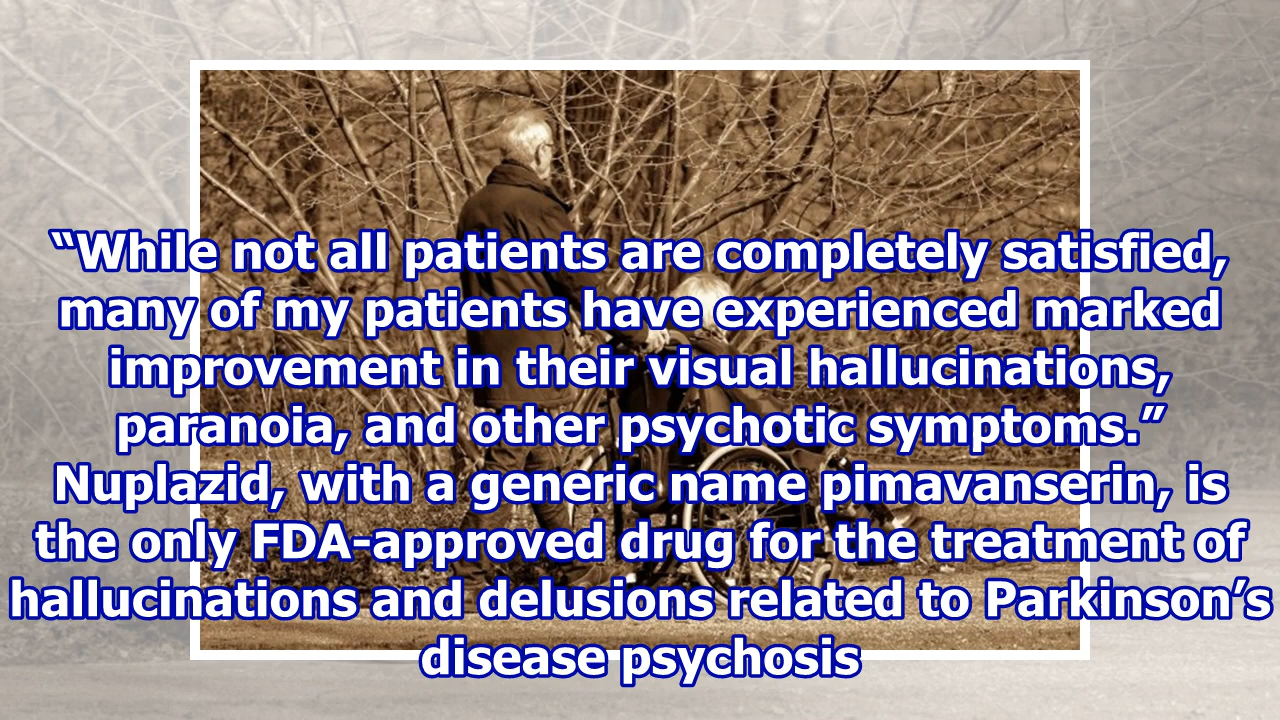 “While not all patients are completely satisfied,
many of my patients have experienced marked
improvement in their visual hallucinations,
paranoia, and other psychotic symptoms.”
Nuplazid, with a generic name pimavanserin, is
the only FDA-approved drug for the treatment of
hallucinations and delusions related to Parkinson’s
disease psychosis